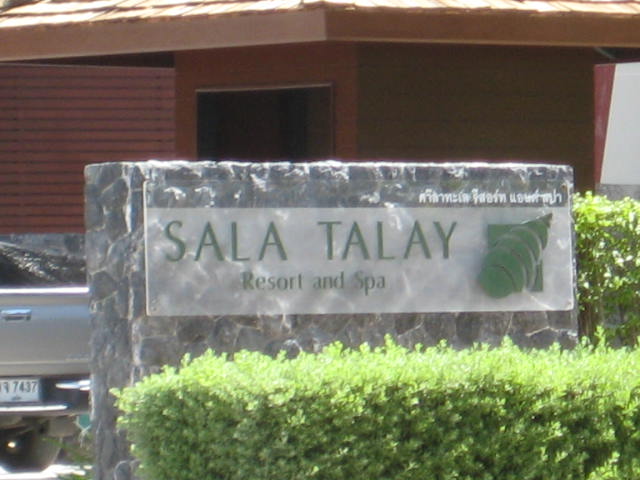 ศาลาทะเล รีสอร์ท แอนด์ สปา
SALA TALAY
Resort and Spa
7437